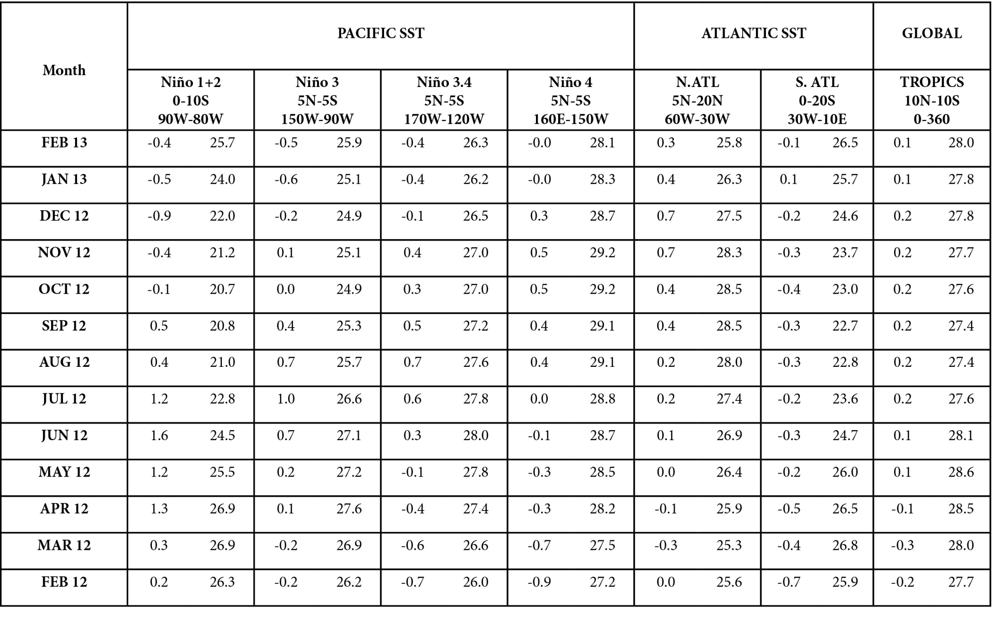 PACIFIC SST ATLANTIC SST GLOBAL
Month
Niño 1+2 Niño 3 Niño 3.4 Niño 4 N.ATL S. ATL TROPICS
0-10S 5N-5S 5N-5S 5N-5S 5N-20N 0-20S 10N-10S
90W-80W 150W-90W 170W-120W 160E-150W 60W-30W 30W-10E 0-360
FEB 13 -0.4 25.7 -0.5 25.9 -0.4 26.3 -0.0 28.1 0.3 25.8 -0.1 26.5 0.1 28.0
JAN 13 -0.5 24.0 -0.6 25.1 -0.4 26.2 -0.0 28.3 0.4 26.3 0.1 25.7 0.1 27.8
DEC 12 -0.9 22.0 -0.2 24.9 -0.1 26.5 0.3 28.7 0.7 27.5 -0.2 24.6 0.2 27.8
NOV 12 -0.4 21.2 0.1 25.1 0.4 27.0 0.5 29.2 0.7 28.3 -0.3 23.7 0.2 27.7
OCT 12 -0.1 20.7 0.0 24.9 0.3 27.0 0.5 29.2 0.4 28.5 -0.4 23.0 0.2 27.6
SEP 12 0.5 20.8 0.4 25.3 0.5 27.2 0.4 29.1 0.4 28.5 -0.3 22.7 0.2 27.4
AUG 12 0.4 21.0 0.7 25.7 0.7 27.6 0.4 29.1 0.2 28.0 -0.3 22.8 0.2 27.4
JUL 12 1.2 22.8 1.0 26.6 0.6 27.8 0.0 28.8 0.2 27.4 -0.2 23.6 0.2 27.6
JUN 12 1.6 24.5 0.7 27.1 0.3 28.0 -0.1 28.7 0.1 26.9 -0.3 24.7 0.1 28.1
MAY 12 1.2 25.5 0.2 27.2 -0.1 27.8 -0.3 28.5 0.0 26.4 -0.2 26.0 0.1 28.6
APR 12 1.3 26.9 0.1 27.6 -0.4 27.4 -0.3 28.2 -0.1 25.9 -0.5 26.5 -0.1 28.5
MAR 12 0.3 26.9 -0.2 26.9 -0.6 26.6 -0.7 27.5 -0.3 25.3 -0.4 26.8 -0.3 28.0
FEB 12 0.2 26.3 -0.2 26.2 -0.7 26.0 -0.9 27.2 0.0 25.6 -0.7 25.9 -0.2 27.7